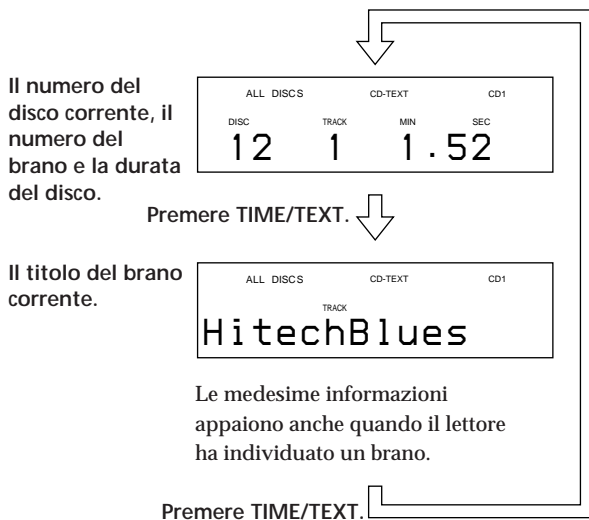 Il numero del
disco corrente, il
numero del
brano e la durata
del disco.
ALL DISCS CD-TEXT CD1
DISC TRACK MIN SEC
12 1 1.52
Premere TIME/TEXT.
Il titolo del brano
corrente.
ALL DISCS CD-TEXT CD1
TRACK
HitechBlues
Le medesime informazioni
appaiono anche quando il lettore
ha individuato un brano.
Premere TIME/TEXT.